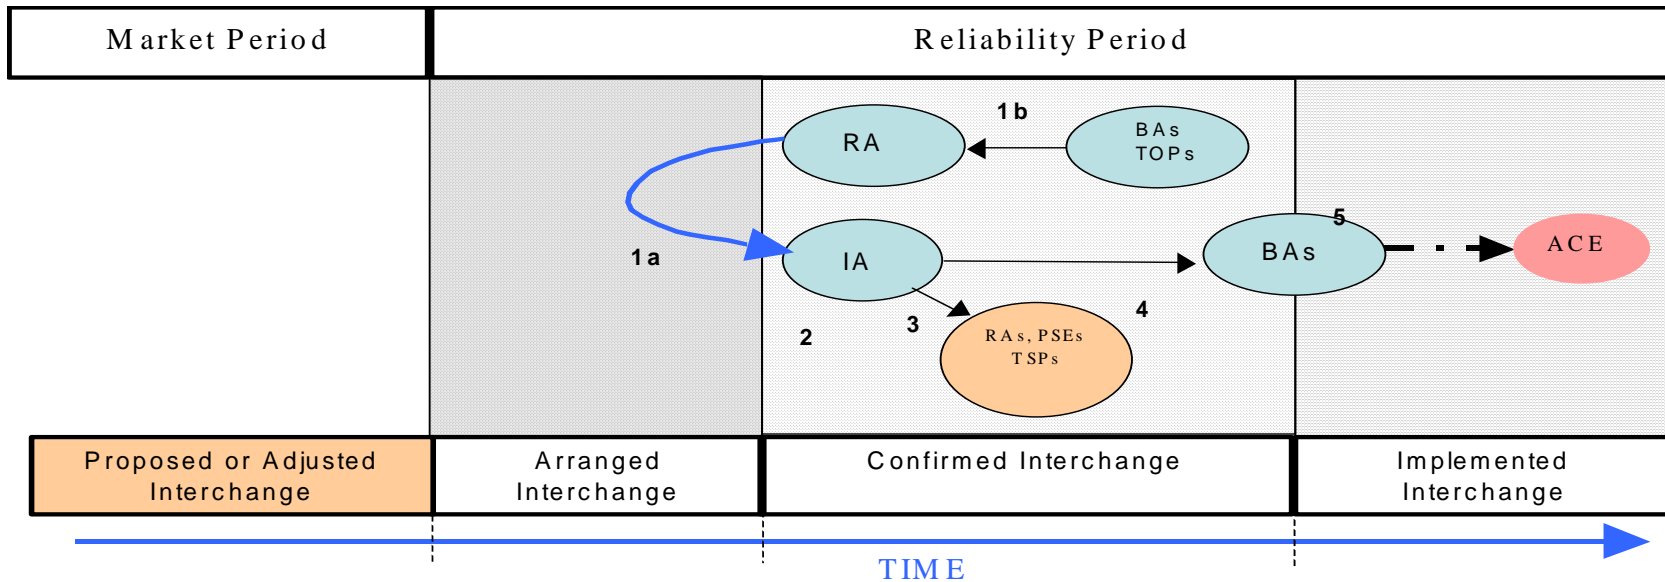 Market Period
Reliability Period
1b
RA
BAs
TOPs
5
ACE
1a
IA
BAs
2
3
4
RAs, PSEs
TSPs
Proposed or Adjusted
Interchange
Arranged
Interchange
Confirmed Interchange
Implemented
Interchange
TIME